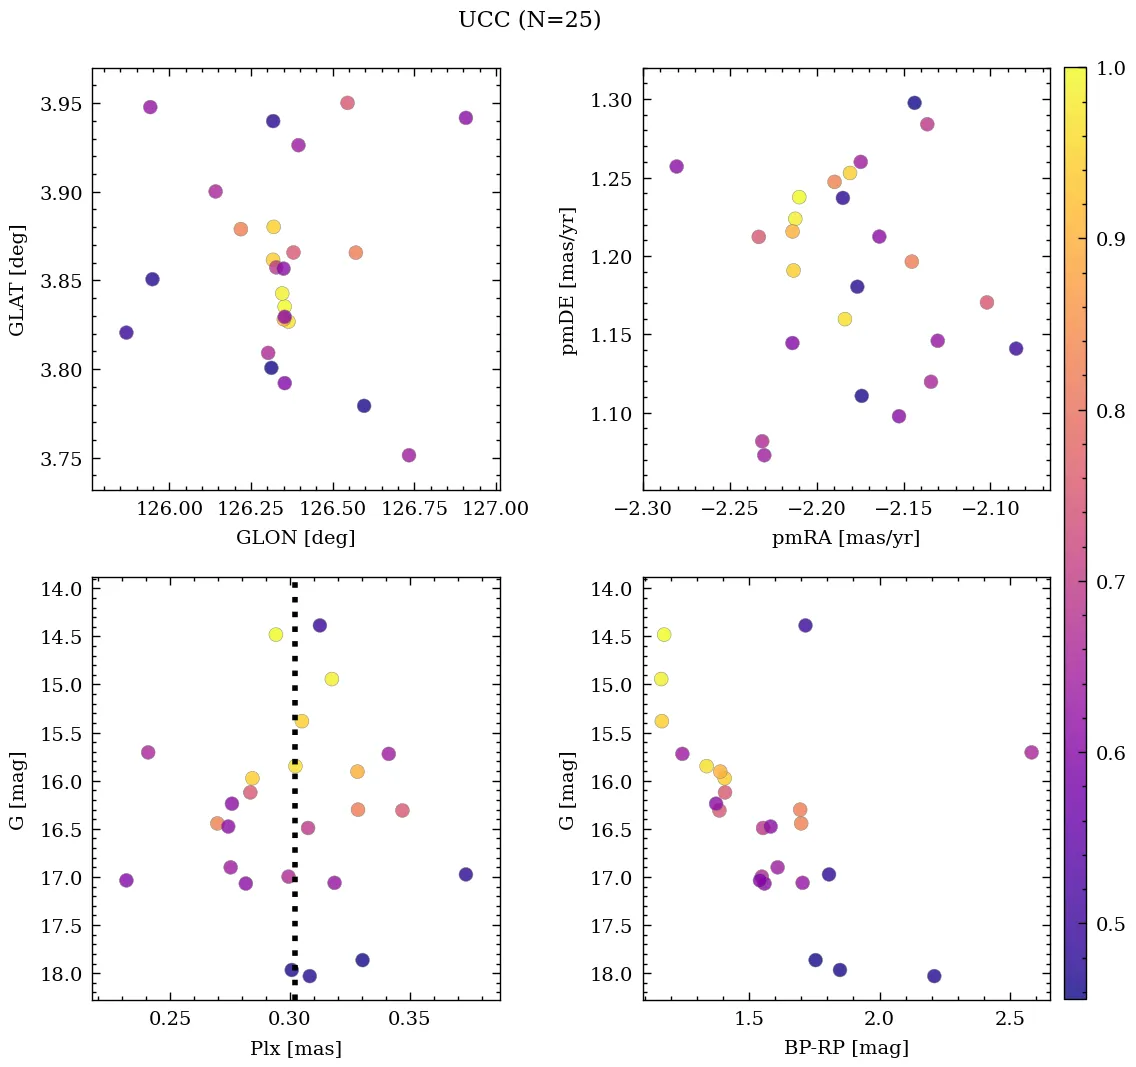 UCC (N=25)
3.95
3.90
3.85
3.80
3.75
GLAT [deg]
126.00 126.25 126.50 126.75 127.00
GLON [deg]
1.30
1.25
1.20
1.15
1.10
pmDE [mas/yr]
−2.30 −2.25 −2.20 −2.15 −2.10
pmRA [mas/yr]
14.0
14.5
15.0
15.5
16.0
16.5
17.0
17.5
18.0
G [mag]
0.25 0.30 0.35
Plx [mas]
14.0
14.5
15.0
15.5
16.0
16.5
17.0
17.5
18.0
G [mag]
1.5 2.0 2.5
BP-RP [mag]
1.0
0.9
0.8
0.7
0.6
0.5